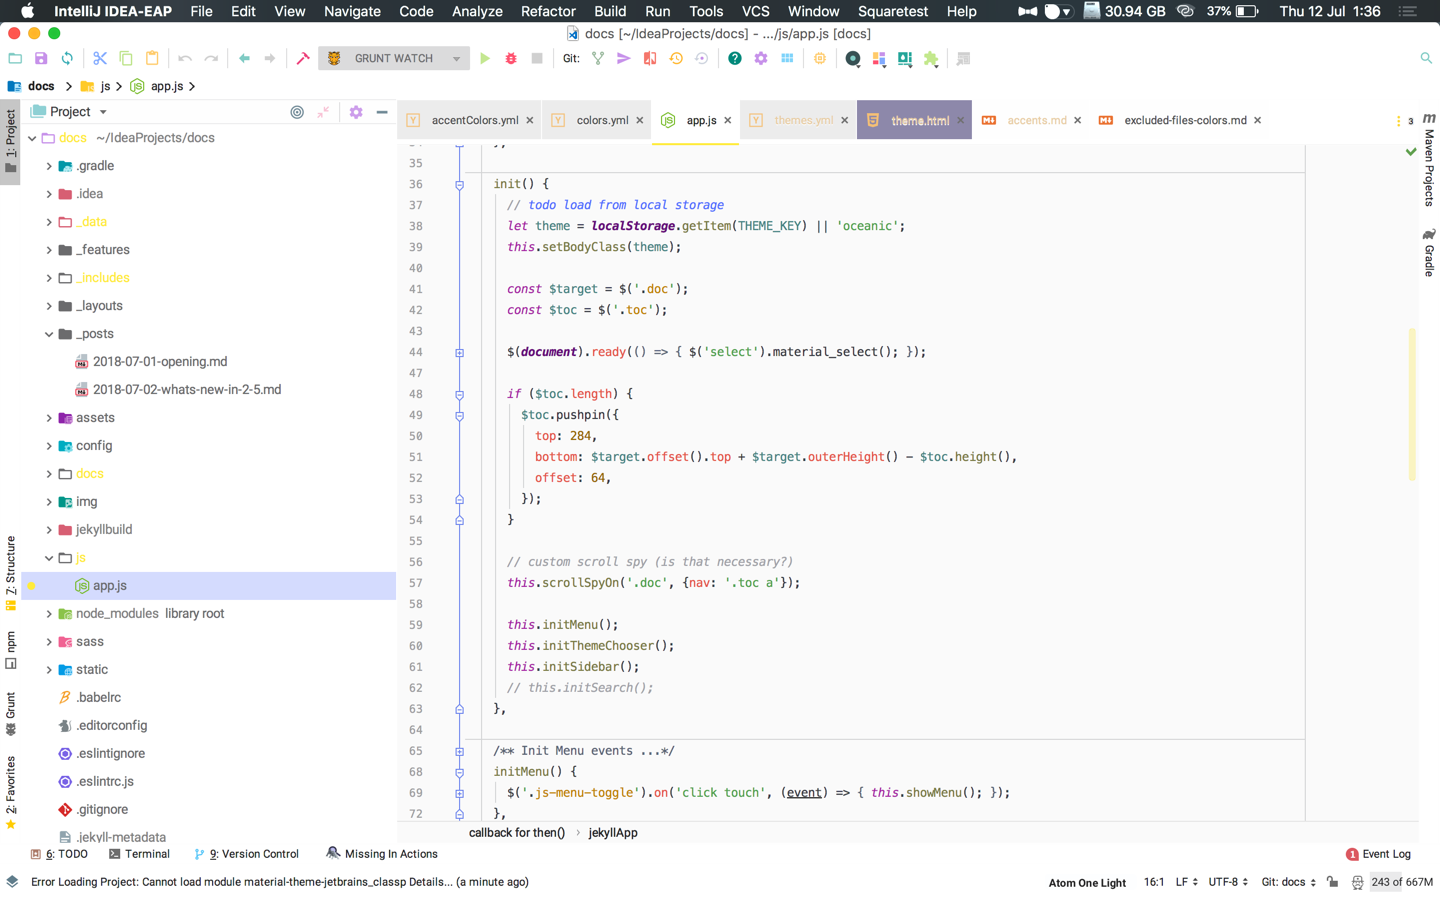 IntelliJ IDEA-EAP File Edit View Navigate Code Analyze Refactor Build Run Tools VCS Window Squaretest Help 30.94 GB 37% Thu 12 Jul 1:36
docs [~/IdeaProjects/docs] - .../js/app.js [docs]
GRUNT WATCH Git:
docs js app.js
1: Project
Project
accentColors.yml colors.yml app.js themes.yml theme.html accents.md excluded-files-colors.md 3
Maven Projects
Gradle
docs ~/IdeaProjects/docs
.gradle
.idea
_data
_features
_includes
_layouts
_posts
2018-07-01-opening.md
2018-07-02-whats-new-in-2-5.md
assets
config
docs
img
jekyllbuild
js
app.js
node_modules library root
sass
static
.babelrc
.editorconfig
.eslintignore
.eslintrc.js
.gitignore
.jekyll-metadata
Z: Structure
npm
Grunt
2: Favorites
35
36 init() {
37 // todo load from local storage
38 let theme = localStorage.getItem(THEME_KEY) || 'oceanic';
39 this.setBodyClass(theme);
40
41 const $target = $('.doc');
42 const $toc = $('.toc');
43
44 $(document).ready(() => { $('select').material_select(); });
47
48 if ($toc.length) {
49 $toc.pushpin({
50 top: 284,
51 bottom: $target.offset().top + $target.outerHeight() - $toc.height(),
52 offset: 64,
53 });
54 }
55
56 // custom scroll spy (is that necessary?)
57 this.scrollSpyOn('.doc', {nav: '.toc a'});
58
59 this.initMenu();
60 this.initThemeChooser();
61 this.initSidebar();
62 // this.initSearch();
63 },
64
65 /** Init Menu events ...*/
68 initMenu() {
69 $('.js-menu-toggle').on('click touch', (event) => { this.showMenu(); });
72 },
callback for then() › jekyllApp
6: TODO Terminal 9: Version Control Missing In Actions 1 Event Log
Error Loading Project: Cannot load module material-theme-jetbrains_classp Details... (a minute ago) Atom One Light 16:1 LF UTF-8 Git: docs 243 of 667M